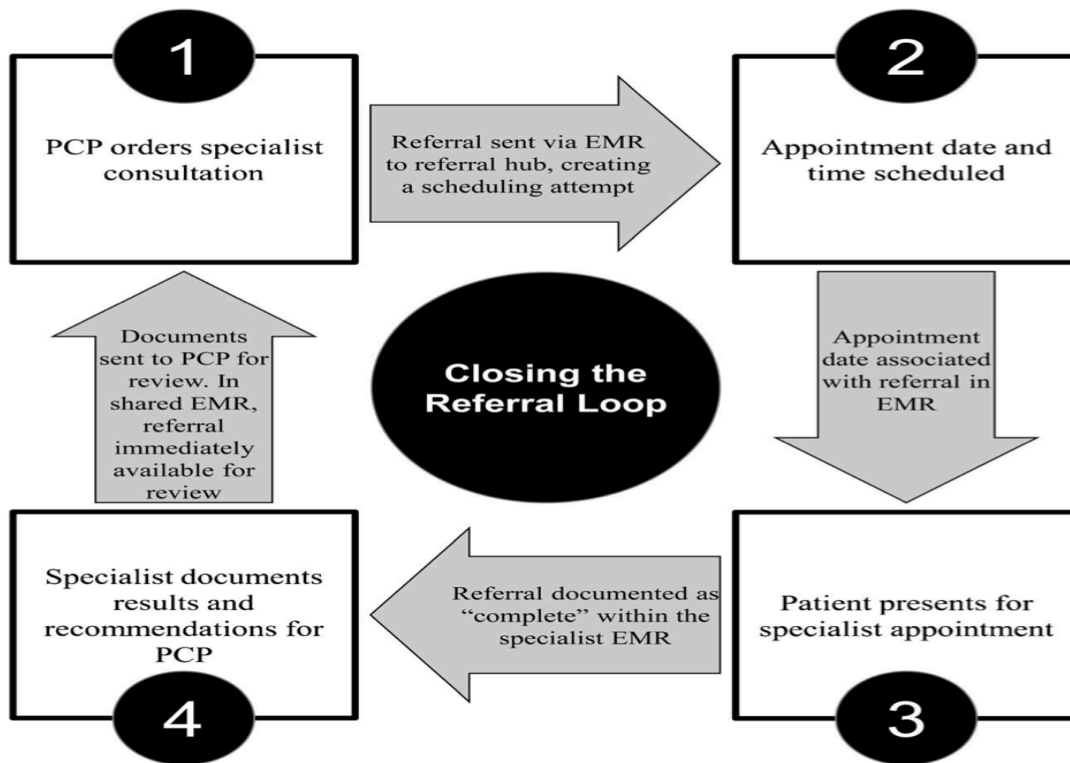 1
PCP orders specialist
consultation
Referral sent via EMR
to referral hub, creating
a scheduling attempt
2
Appointment date and
time scheduled
Appointment
date associated
with referral in
EMR
3
Patient presents for
specialist appointment
Referral documented as
“complete” within the
specialist EMR
4
Specialist documents
results and
recommendations for
PCP
Documents
sent to PCP for
review. In
shared EMR,
referral
immediately
available for
review
Closing the
Referral Loop